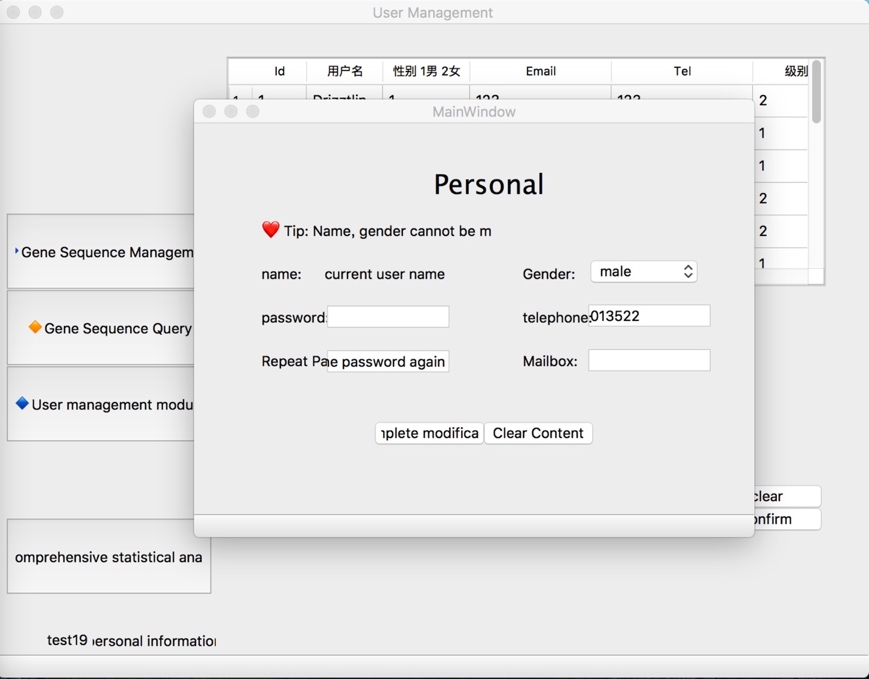 User Management
Id 用户名 性别 1男 2女 Email Tel 级别
1 1 Drizztlin 1 123 123 2
1
1
2
2
1
MainWindow
Personal
❤️ Tip: Name, gender cannot be m
name: current user name Gender: male
password: telephone: 013522
Repeat Pa e password again Mailbox:
nplete modifica Clear Content
Gene Sequence Managem
🔶 Gene Sequence Query
🔷 User management modu
clear
onfirm
omprehensive statistical ana
test19 ersonal information